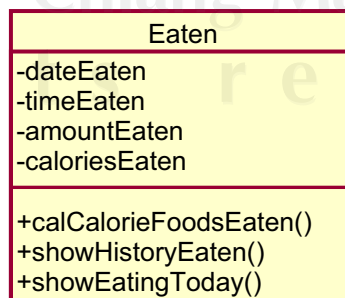 Eaten
-dateEaten
-timeEaten
-amountEaten
-caloriesEaten
+calCalorieFoodsEaten()
+showHistoryEaten()
+showEatingToday()